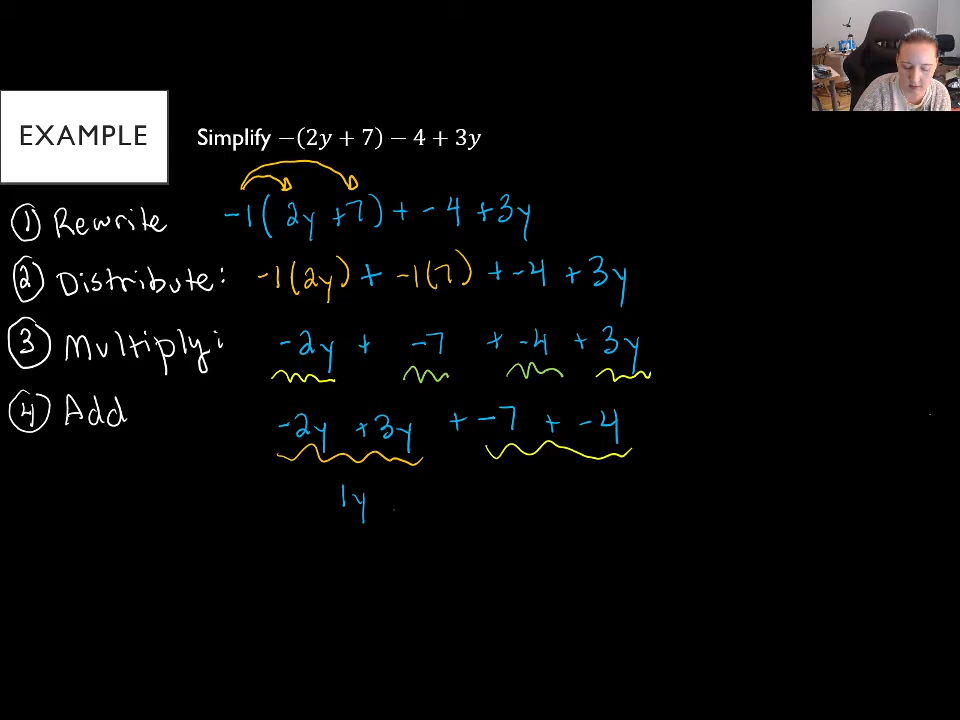 EXAMPLE
Simplify −(2y + 7) − 4 + 3y
① Rewrite -1(2y +7) + -4 +3y
② Distribute: -1(2y) + -1(7) + -4 +3y
③ Multiply: -2y + -7 + -4 + 3y
④ Add
-2y +3y + -7 + -4
1y